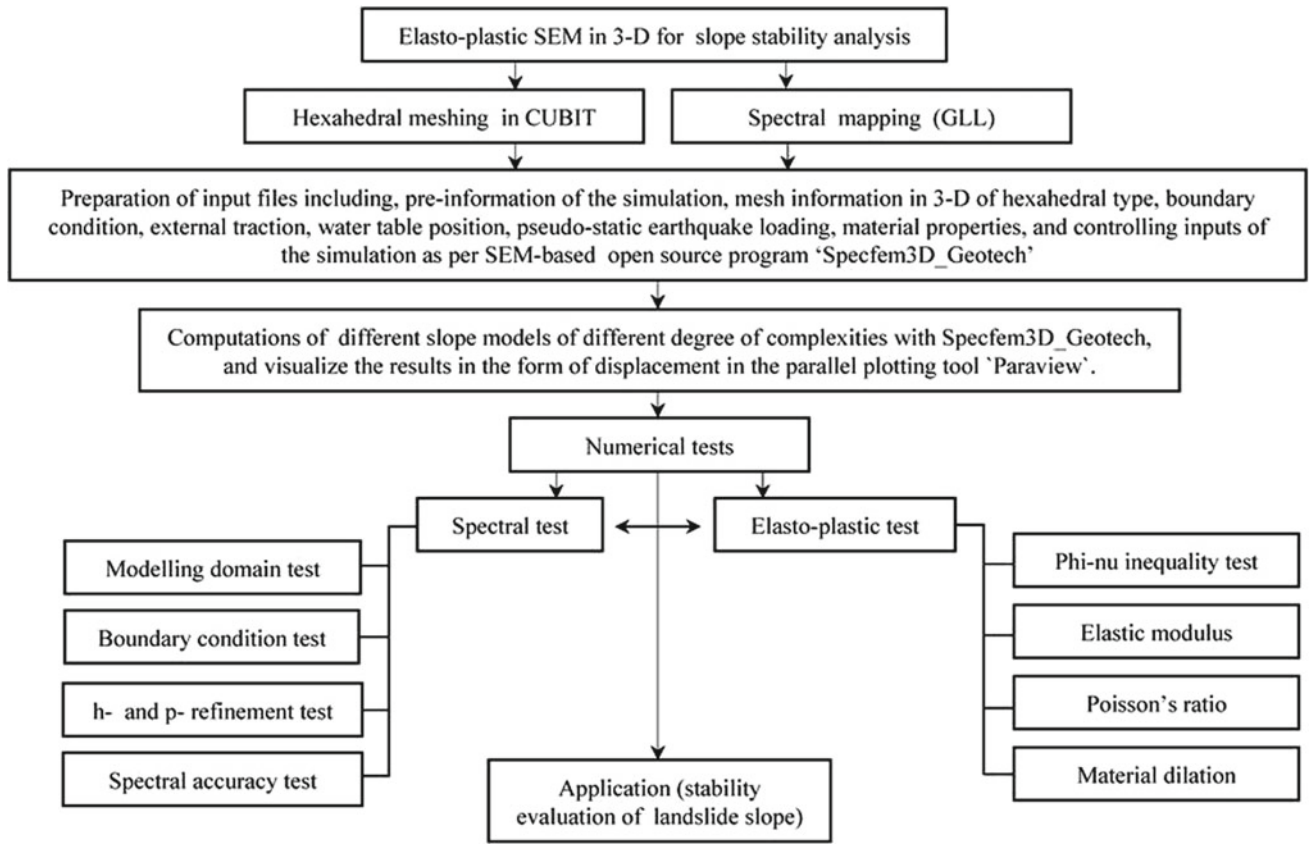 Elasto-plastic SEM in 3-D for slope stability analysis
Hexahedral meshing in CUBIT
Spectral mapping (GLL)
Preparation of input files including, pre-information of the simulation, mesh information in 3-D of hexahedral type, boundary
condition, external traction, water table position, pseudo-static earthquake loading, material properties, and controlling inputs of
the simulation as per SEM-based open source program ‘Specfem3D_Geotech’
Computations of different slope models of different degree of complexities with Specfem3D_Geotech,
and visualize the results in the form of displacement in the parallel plotting tool `Paraview`.
Numerical tests
Spectral test
Elasto-plastic test
Modelling domain test
Boundary condition test
h- and p- refinement test
Spectral accuracy test
Phi-nu inequality test
Elastic modulus
Poisson’s ratio
Material dilation
Application (stability
evaluation of landslide slope)